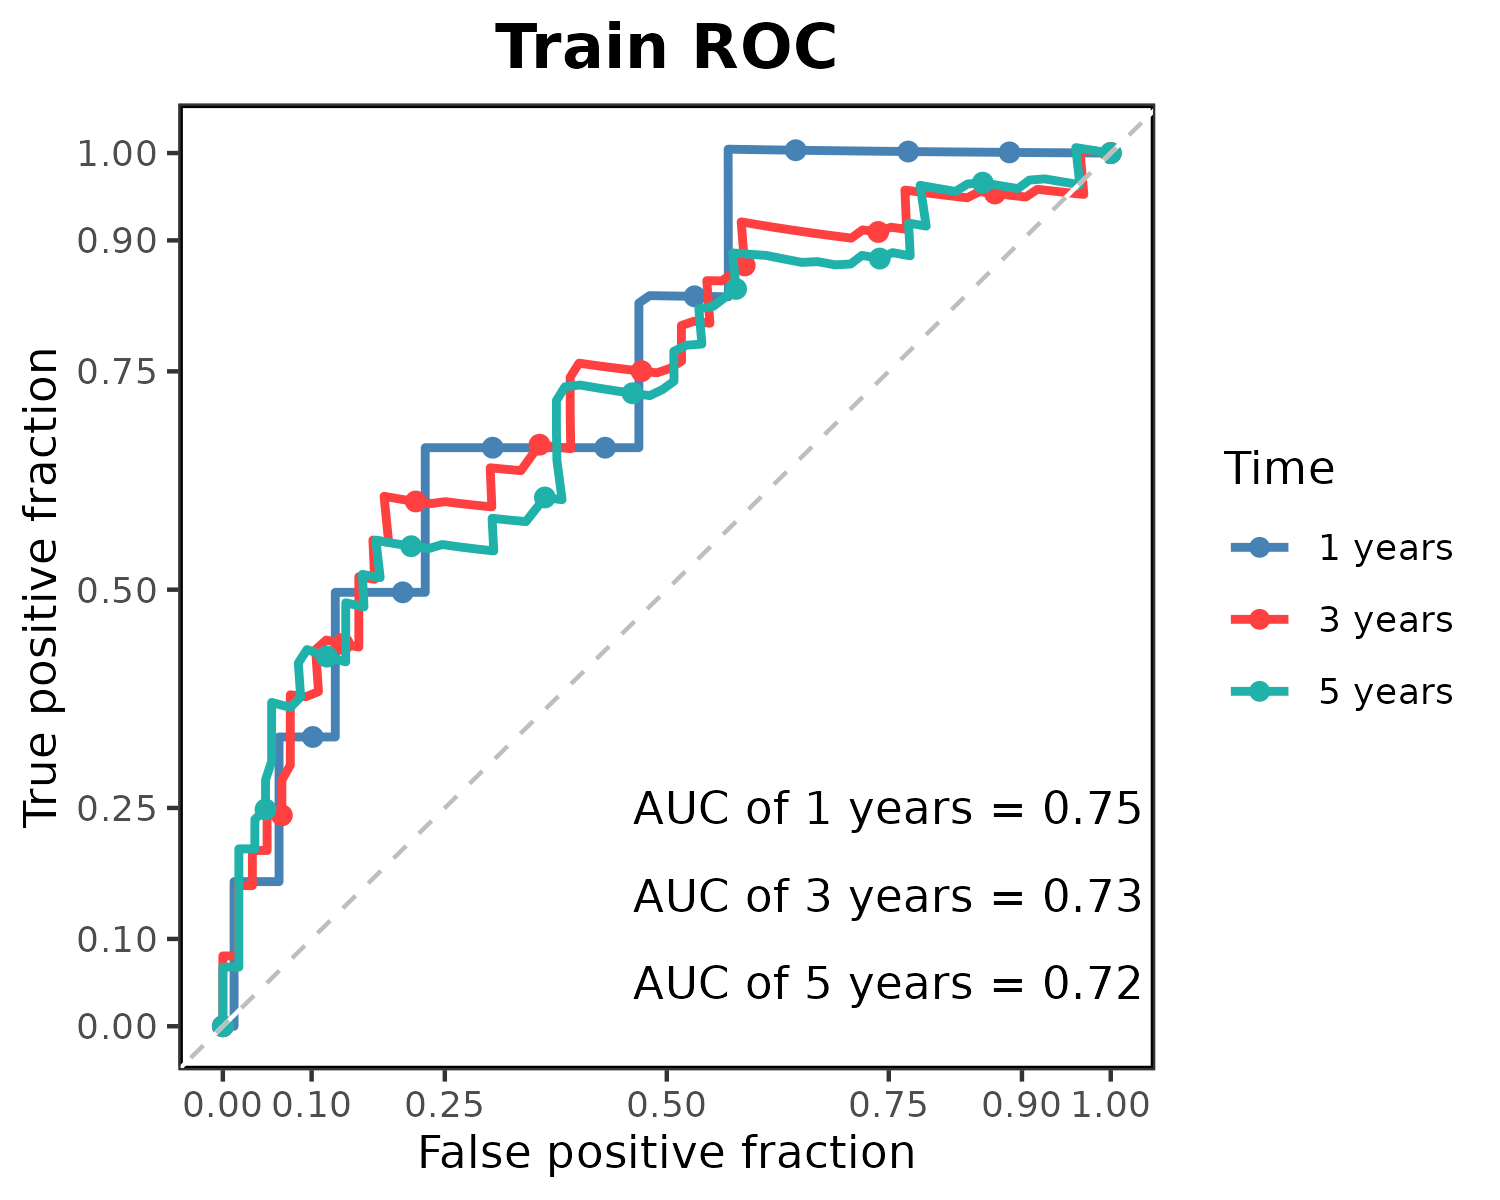 Train ROC
1.00
0.90
0.75
0.50
0.25
0.10
0.00
True positive fraction
AUC of 1 years = 0.75
AUC of 3 years = 0.73
AUC of 5 years = 0.72
0.00 0.10 0.25 0.50 0.75 0.90 1.00
False positive fraction
Time
1 years
3 years
5 years